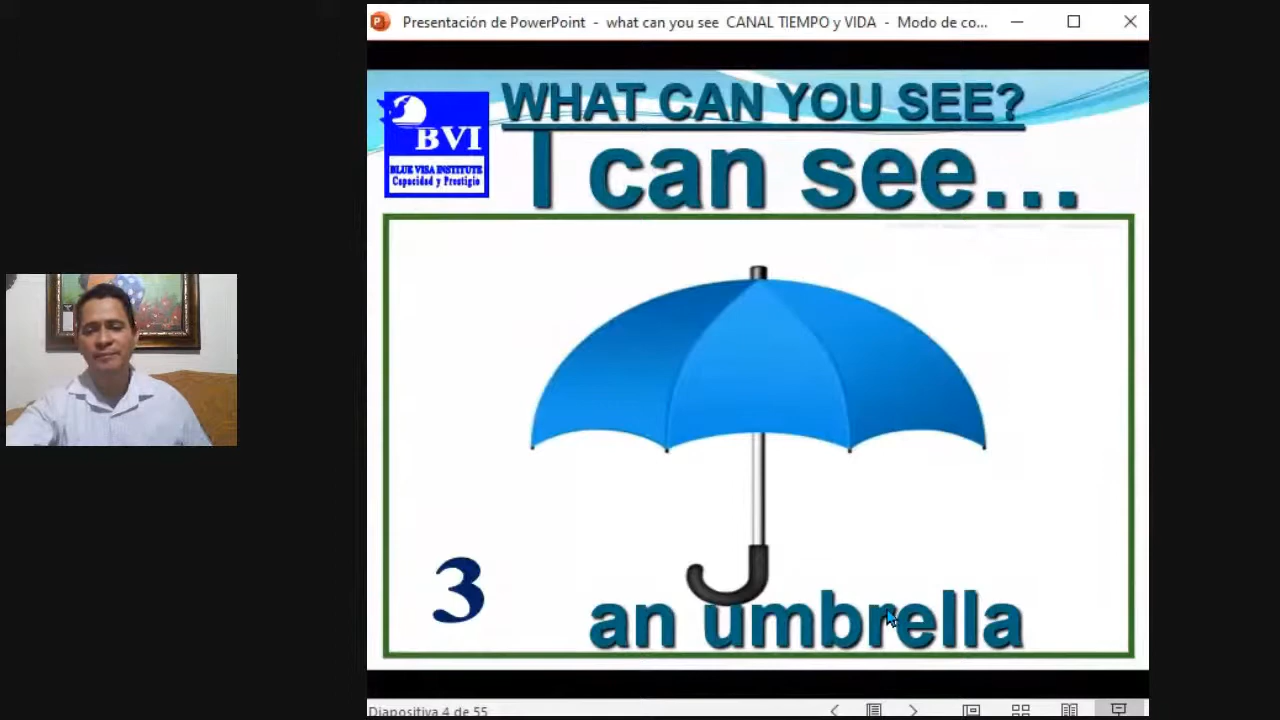 Presentación de PowerPoint - what can you see CANAL TIEMPO y VIDA - Modo de co...
WHAT CAN YOU SEE?
I can see...
BVI
BLUE VISA INSTITUTE
Capacidad y Prestigio
3
an umbrella
Diapositiva 4 de 55